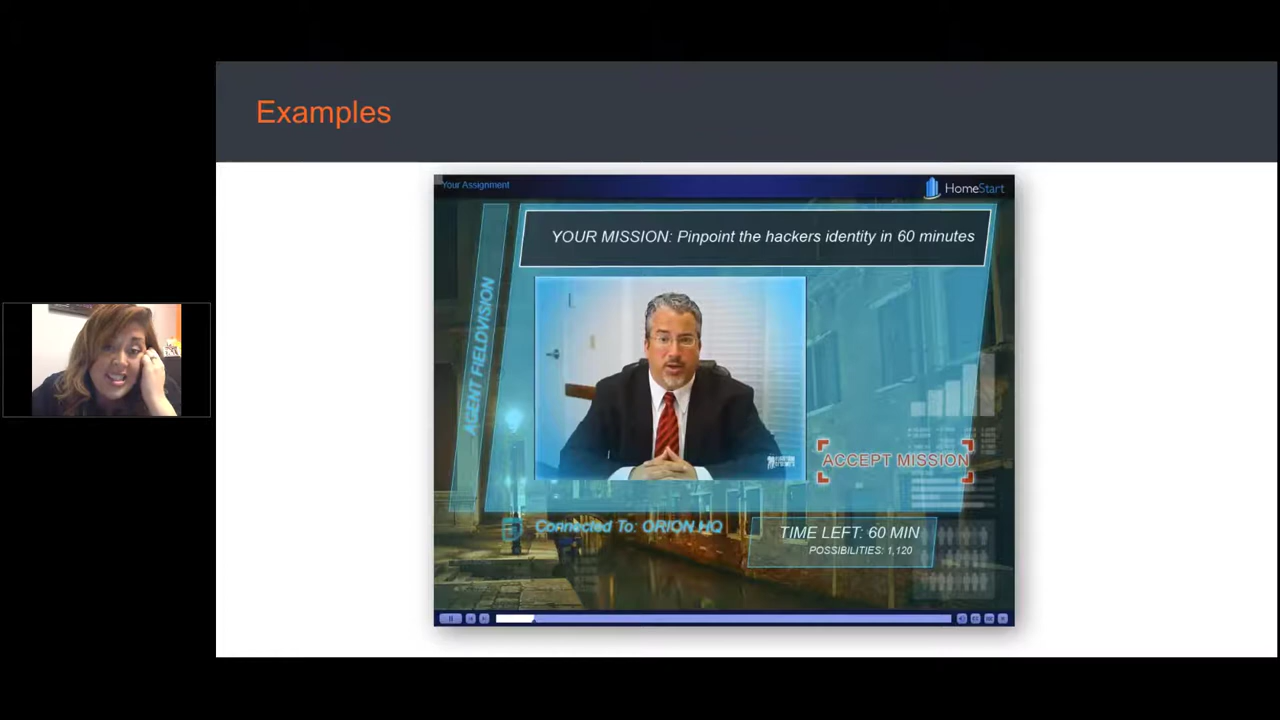 Examples
Your Assignment
HomeStart
YOUR MISSION: Pinpoint the hackers identity in 60 minutes
AGENT FIELDVISION
ACCEPT MISSION
Connected To: ORION HQ
TIME LEFT: 60 MIN
POSSIBILITIES: 1,120